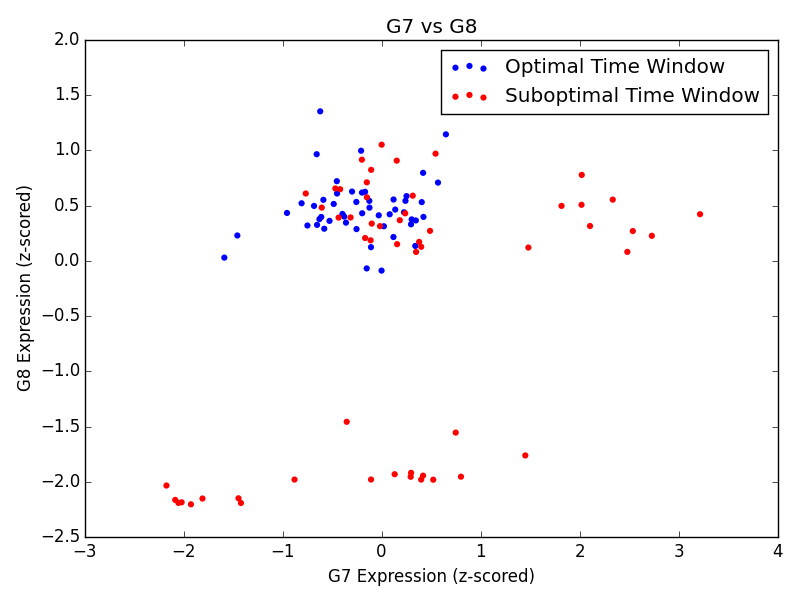 G7 vs G8
Optimal Time Window
Suboptimal Time Window
2.0
1.5
1.0
0.5
0.0
−0.5
−1.0
−1.5
−2.0
−2.5
G8 Expression (z-scored)
−3 −2 −1 0 1 2 3 4
G7 Expression (z-scored)